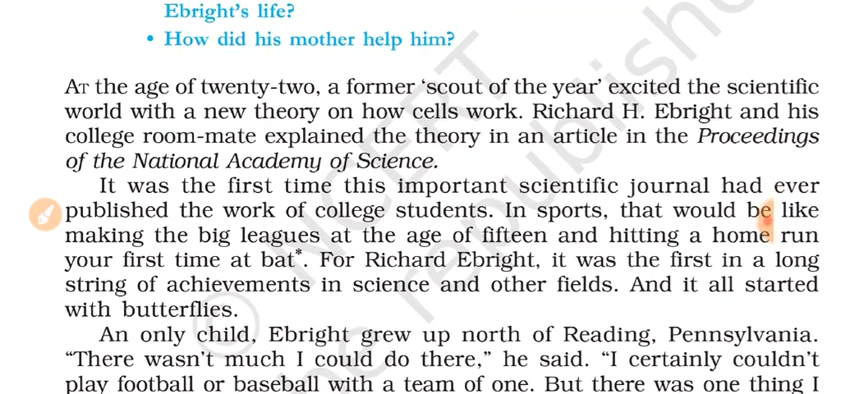 Ebright's life?
• How did his mother help him?
AT the age of twenty-two, a former ‘scout of the year’ excited the scientific
world with a new theory on how cells work. Richard H. Ebright and his
college room-mate explained the theory in an article in the Proceedings
of the National Academy of Science.
It was the first time this important scientific journal had ever
published the work of college students. In sports, that would be like
making the big leagues at the age of fifteen and hitting a home run
your first time at bat*. For Richard Ebright, it was the first in a long
string of achievements in science and other fields. And it all started
with butterflies.
An only child, Ebright grew up north of Reading, Pennsylvania.
“There wasn’t much I could do there,” he said. “I certainly couldn’t
play football or baseball with a team of one. But there was one thing I
© NCERT
be republished